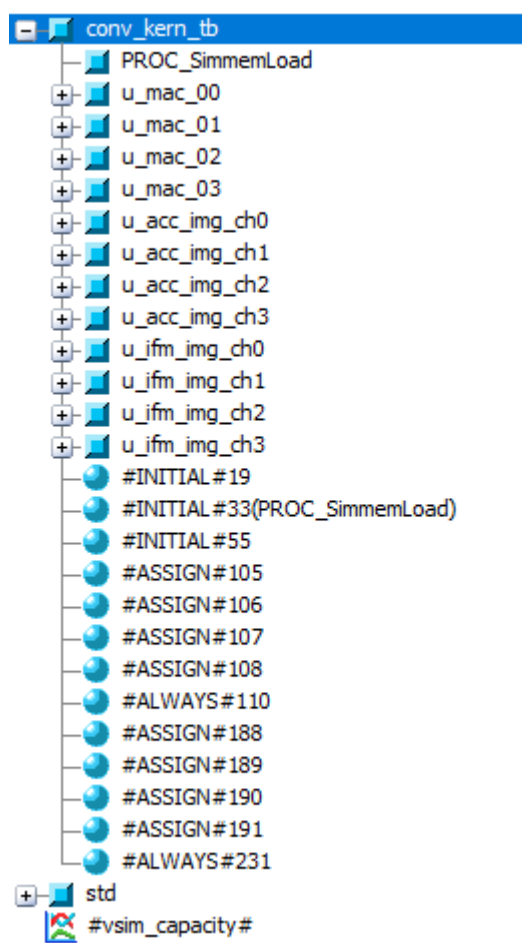 conv_kern_tb
PROC_SimmemLoad
u_mac_00
u_mac_01
u_mac_02
u_mac_03
u_acc_img_ch0
u_acc_img_ch1
u_acc_img_ch2
u_acc_img_ch3
u_ifm_img_ch0
u_ifm_img_ch1
u_ifm_img_ch2
u_ifm_img_ch3
#INITIAL#19
#INITIAL#33(PROC_SimmemLoad)
#INITIAL#55
#ASSIGN#105
#ASSIGN#106
#ASSIGN#107
#ASSIGN#108
#ALWAYS#110
#ASSIGN#188
#ASSIGN#189
#ASSIGN#190
#ASSIGN#191
#ALWAYS#231
std
#vsim_capacity#